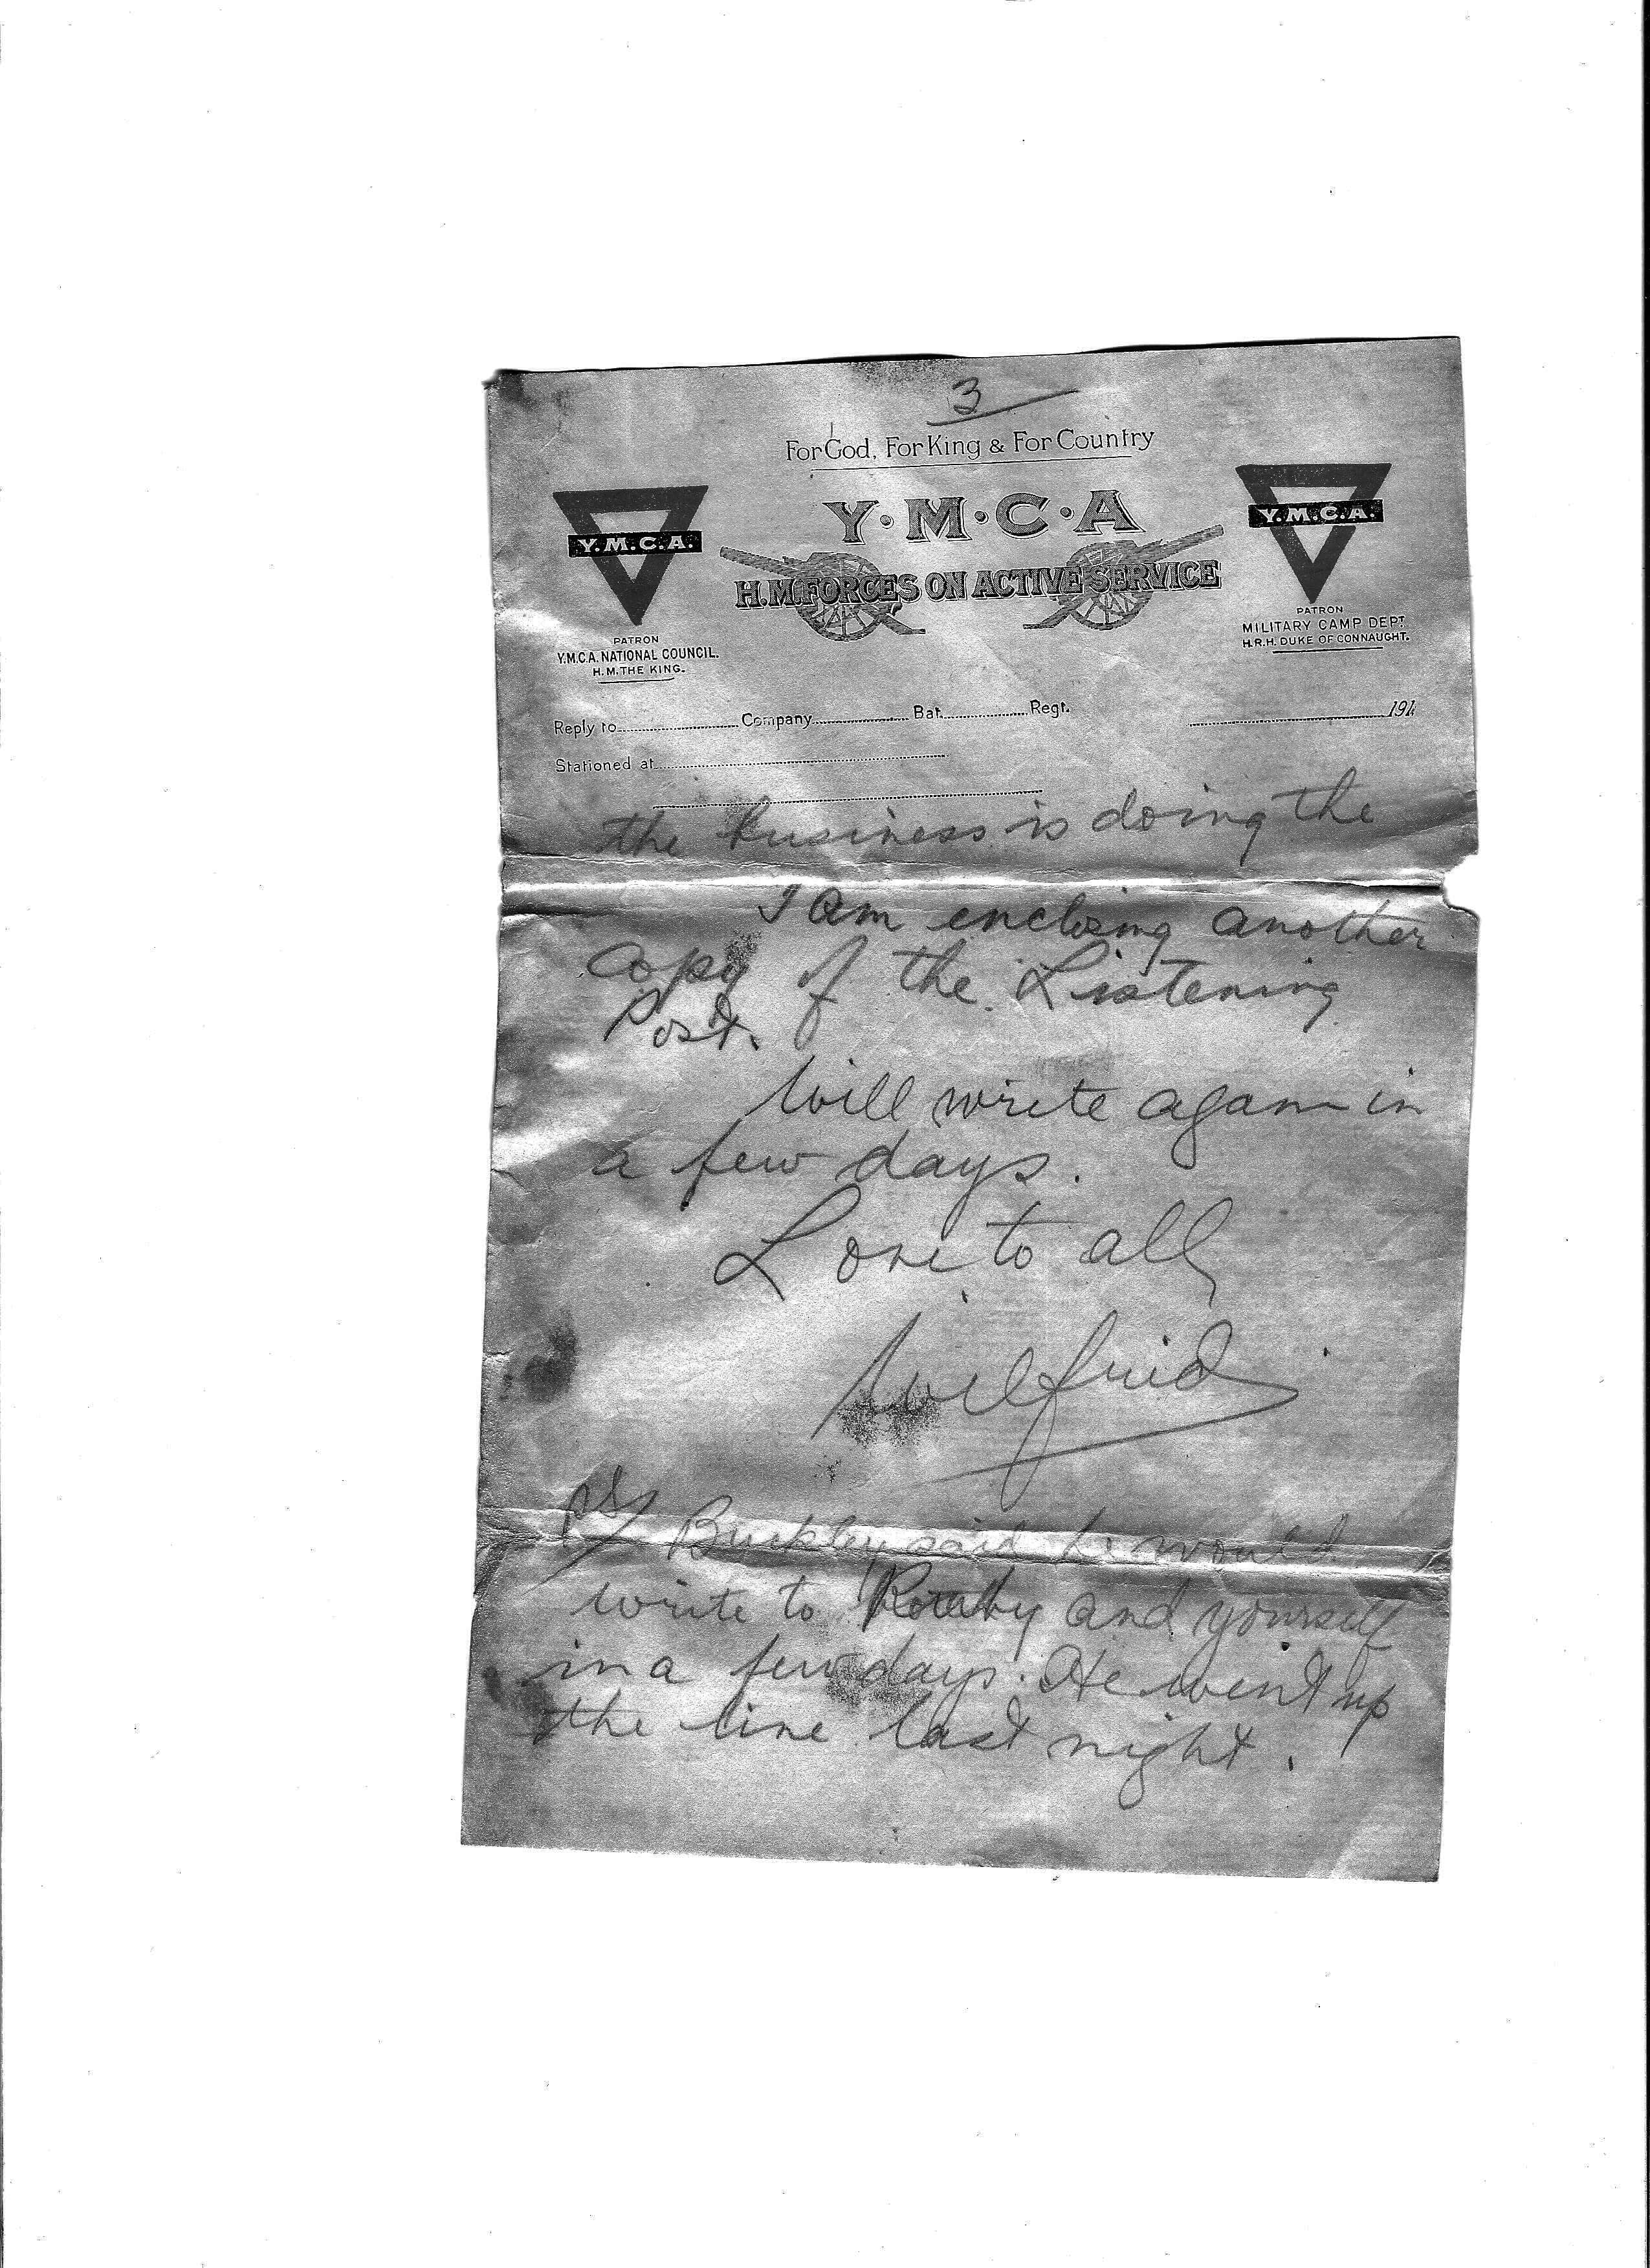 3
For God, For King & For Country
Y·M·C·A
Y.M.C.A.
Y.M.C.A.
H.M. FORCES ON ACTIVE SERVICE
PATRON
Y.M.C.A. NATIONAL COUNCIL.
H.M. THE KING.
PATRON
MILITARY CAMP DEPT
H.R.H. DUKE OF CONNAUGHT.
Reply to Company Bat. Regt. 191
Stationed at
the business is doing the
I am enclosing another
copy of the Listening
Post.
Will write again in
a few days.
Love to all
Wilfrid
PS/ Buckley said he would
write to and yourself
in a few days. He went up
the line last night.